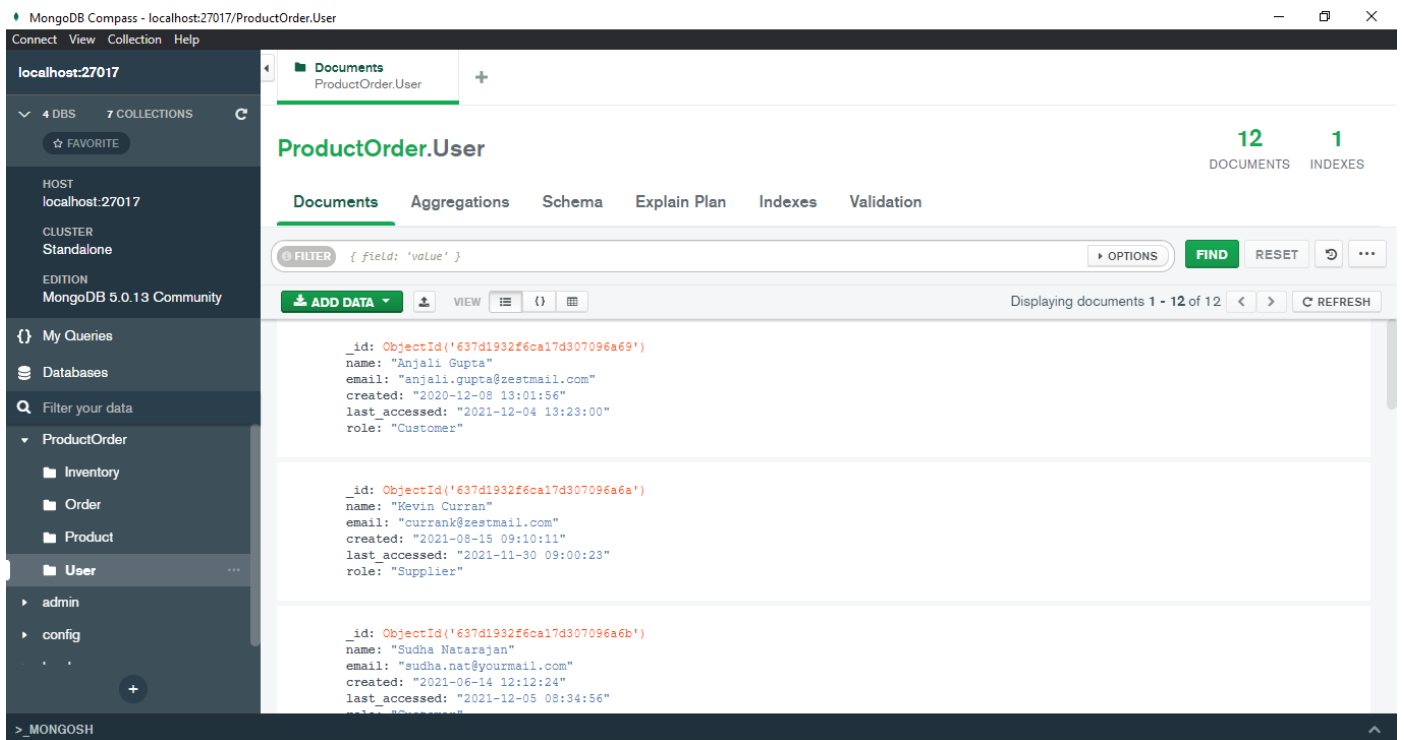 MongoDB Compass - localhost:27017/ProductOrder.User
Connect View Collection Help
localhost:27017
4 DBS 7 COLLECTIONS
FAVORITE
HOST
localhost:27017
CLUSTER
Standalone
EDITION
MongoDB 5.0.13 Community
{} My Queries
Databases
Filter your data
ProductOrder
Inventory
Order
Product
User ...
admin
config
+
>_MONGOSH
Documents
ProductOrder.User
+
ProductOrder.User
12
DOCUMENTS
1
INDEXES
Documents Aggregations Schema Explain Plan Indexes Validation
FILTER { field: 'value' } OPTIONS FIND RESET ...
ADD DATA VIEW {} Displaying documents 1 - 12 of 12 < > REFRESH
_id: ObjectId('637d1932f6ca17d307096a69')
name: "Anjali Gupta"
email: "anjali.gupta@zestmail.com"
created: "2020-12-08 13:01:56"
last_accessed: "2021-12-04 13:23:00"
role: "Customer"
_id: ObjectId('637d1932f6ca17d307096a6a')
name: "Kevin Curran"
email: "currank@zestmail.com"
created: "2021-08-15 09:10:11"
last_accessed: "2021-11-30 09:00:23"
role: "Supplier"
_id: ObjectId('637d1932f6ca17d307096a6b')
name: "Sudha Natarajan"
email: "sudha.nat@yourmail.com"
created: "2021-06-14 12:12:24"
last_accessed: "2021-12-05 08:34:56"